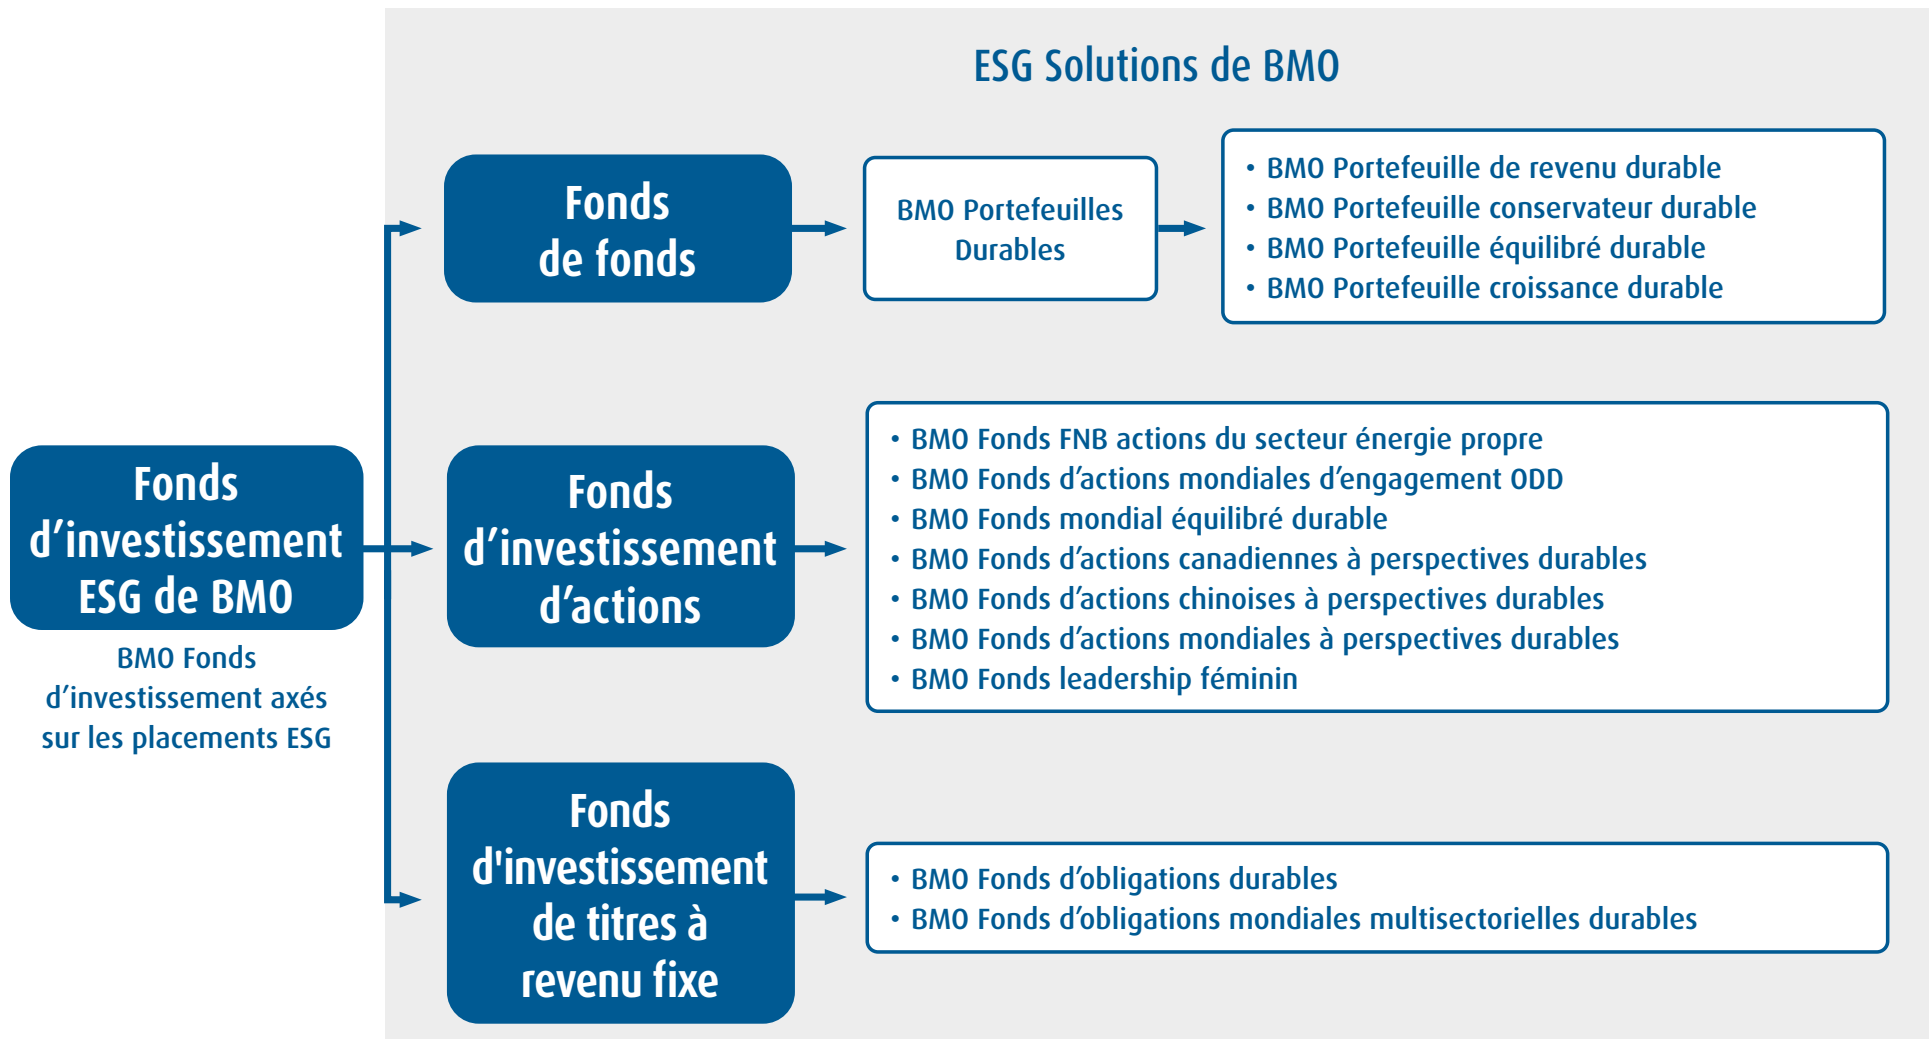 ESG Solutions de BMO
Fonds
d’investissement
ESG de BMO
BMO Fonds
d’investissement axés
sur les placements ESG
Fonds
de fonds
BMO Portefeuilles
Durables
• BMO Portefeuille de revenu durable
• BMO Portefeuille conservateur durable
• BMO Portefeuille équilibré durable
• BMO Portefeuille croissance durable
Fonds
d’investissement
d’actions
• BMO Fonds FNB actions du secteur énergie propre
• BMO Fonds d’actions mondiales d’engagement ODD
• BMO Fonds mondial équilibré durable
• BMO Fonds d’actions canadiennes à perspectives durables
• BMO Fonds d’actions chinoises à perspectives durables
• BMO Fonds d’actions mondiales à perspectives durables
• BMO Fonds leadership féminin
Fonds
d'investissement
de titres à
revenu fixe
• BMO Fonds d’obligations durables
• BMO Fonds d’obligations mondiales multisectorielles durables